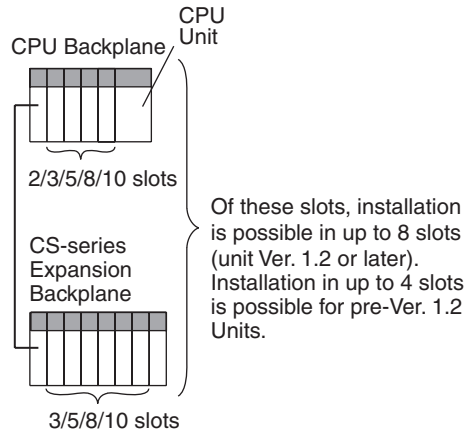 CPU
Unit
CPU Backplane
2/3/5/8/10 slots
Of these slots, installation
is possible in up to 8 slots
(unit Ver. 1.2 or later).
Installation in up to 4 slots
is possible for pre-Ver. 1.2
Units.
CS-series
Expansion
Backplane
3/5/8/10 slots